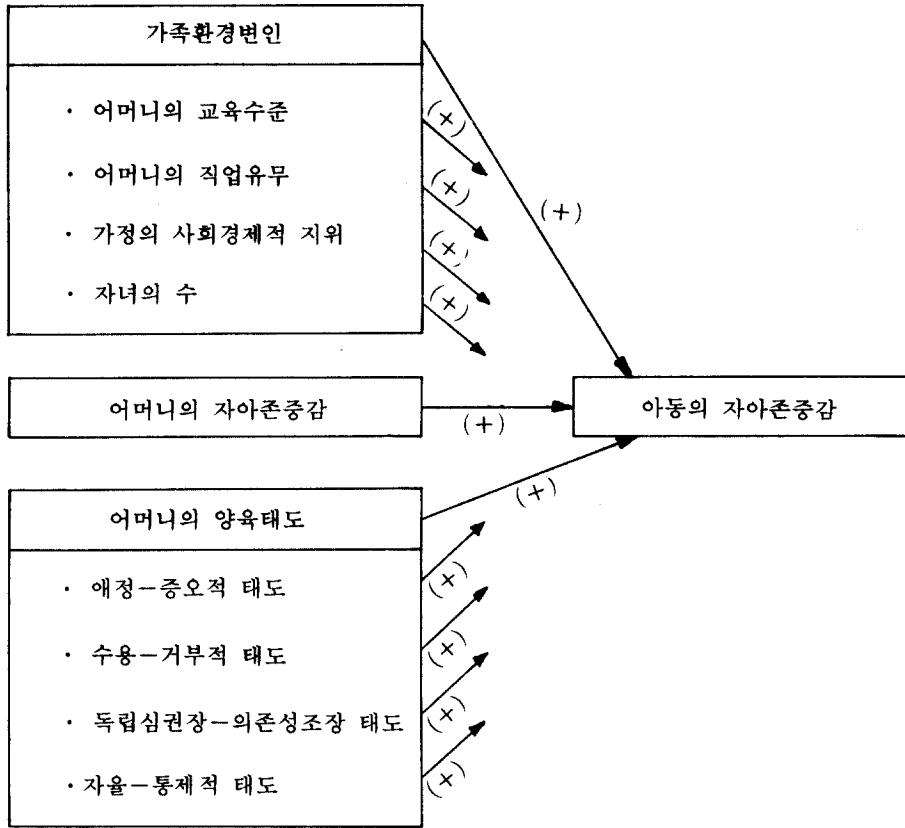 가족환경변인
· 어머니의 교육수준
(+)
· 어머니의 직업유무
(+)
(+)
· 가정의 사회경제적 지위
(+)
· 자녀의 수
(+)
어머니의 자아존중감
(+)
아동의 자아존중감
어머니의 양육태도
(+)
· 애정-증오적 태도
(+)
· 수용-거부적 태도
(+)
· 독립심권장-의존성조장 태도
(+)
· 자율-통제적 태도
(+)